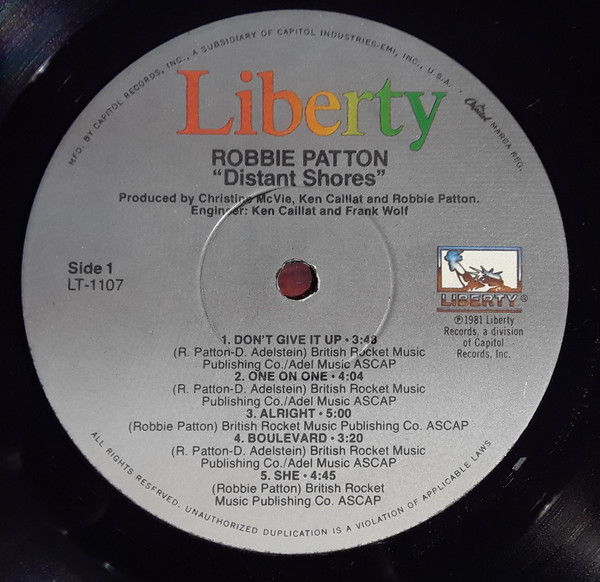 MFG. BY CAPITOL RECORDS, INC., A SUBSIDIARY OF CAPITOL INDUSTRIES-EMI, INC., U.S.A. · Capitol MARCA REG.
Liberty
ROBBIE PATTON
"Distant Shores"
Produced by Christine McVie, Ken Caillat and Robbie Patton.
Engineer: Ken Caillat and Frank Wolf
Side 1
LT-1107
LIBERTY®
℗1981 Liberty
Records, a division
of Capitol
Records, Inc.
1. DON'T GIVE IT UP • 3:43
(R. Patton-D. Adelstein) British Rocket Music
Publishing Co./Adel Music ASCAP
2. ONE ON ONE • 4:04
(R. Patton-D. Adelstein) British Rocket Music
Publishing Co./Adel Music ASCAP
3. ALRIGHT • 5:00
(Robbie Patton) British Rocket Music Publishing Co. ASCAP
4. BOULEVARD • 3:20
(R. Patton-D. Adelstein) British Rocket Music
Publishing Co./Adel Music ASCAP
5. SHE • 4:45
(Robbie Patton) British Rocket
Music Publishing Co. ASCAP
ALL RIGHTS RESERVED. UNAUTHORIZED DUPLICATION IS A VIOLATION OF APPLICABLE LAWS